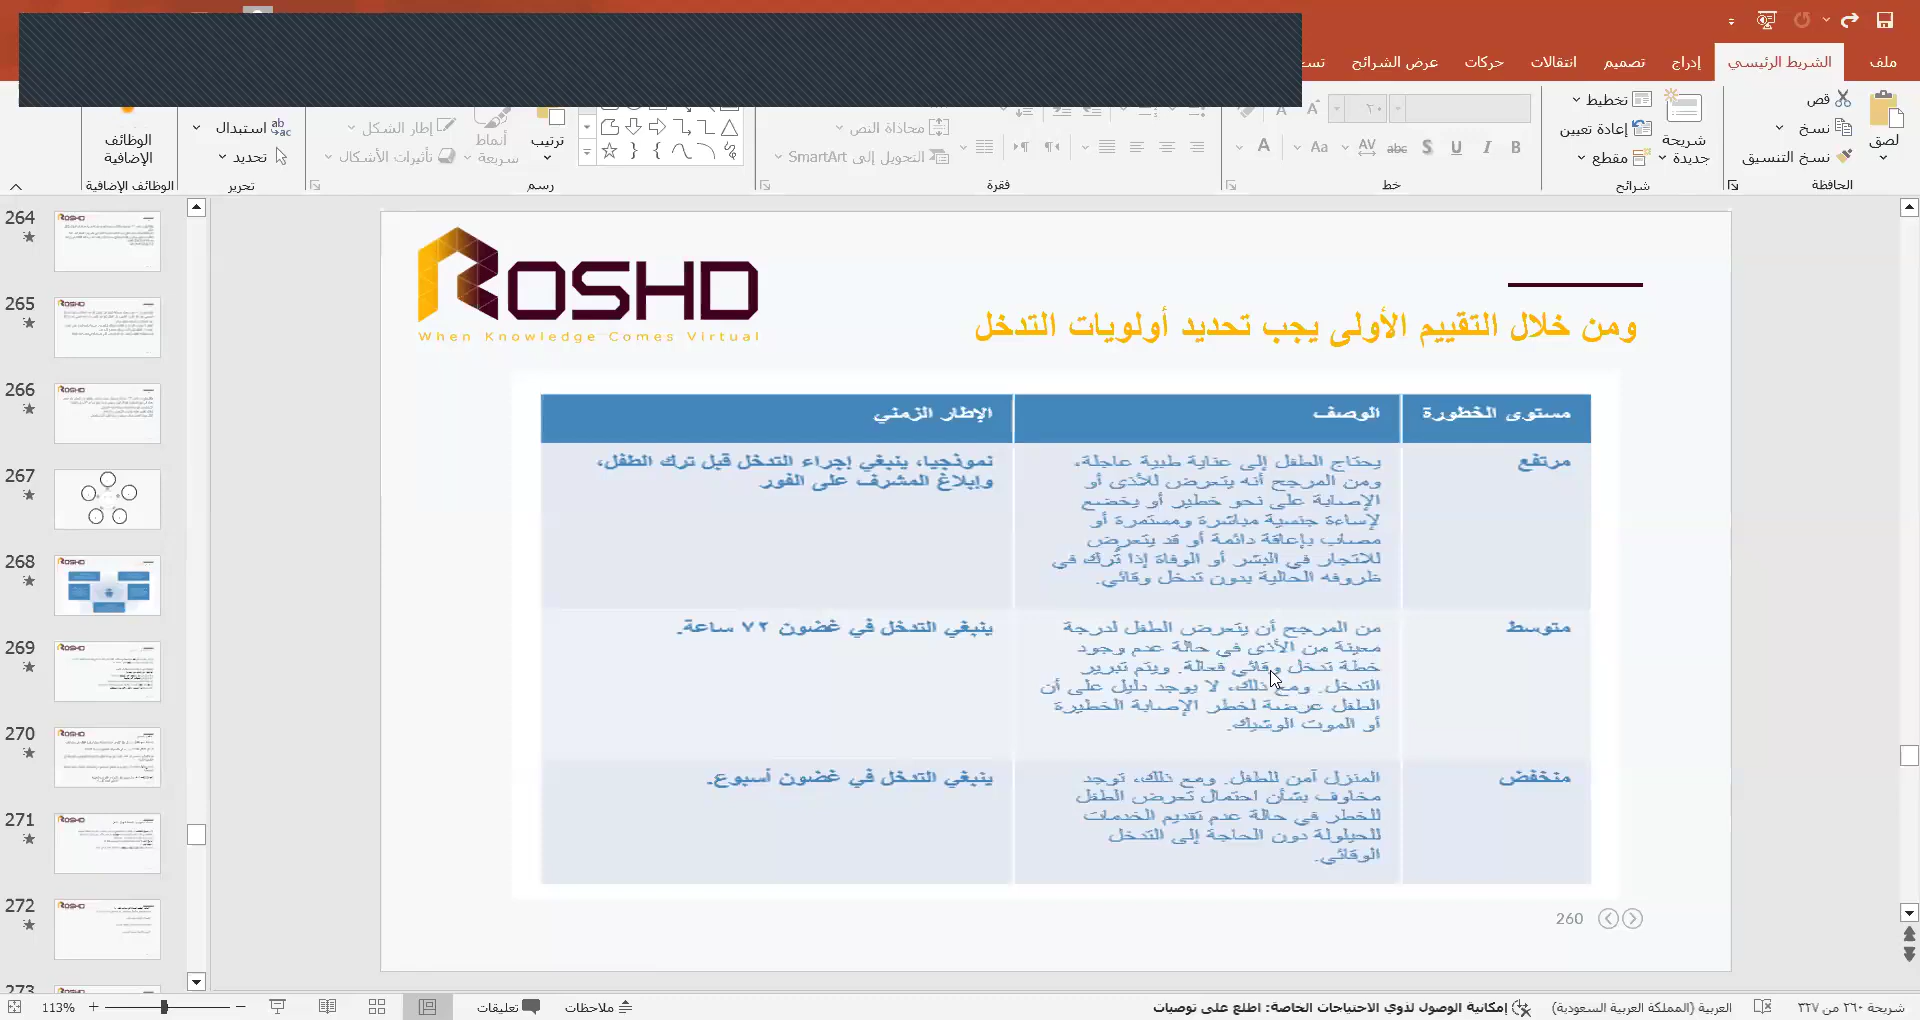 ملف
الشريط الرئيسي
إدراج
تصميم
انتقالات
حركات
عرض الشرائح
تسج
لصق
قص
نسخ
نسخ التنسيق
الحافظة
شريحة
جديدة
تخطيط
إعادة تعيين
مقطع
شرائح
٢٠
B I U S abc AV Aa A
خط
محاذاة النص
التحويل إلى SmartArt
فقرة
ترتيب
أنماط
سريعة
إطار الشكل
تأثيرات الأشكال
رسم
استبدال
تحديد
تحرير
الوظائف
الإضافية
الوظائف الإضافية
ROSHD
When Knowledge Comes Virtual
ومن خلال التقييم الأولى يجب تحديد أولويات التدخل
مستوى الخطورة
الوصف
الإطار الزمني
مرتفع
يحتاج الطفل إلى عناية طبية عاجلة،
ومن المرجح أنه يتعرض للأذى أو
الإصابة على نحو خطير أو يخضع
لإساءة جنسية مباشرة ومستمرة أو
مصاب بإعاقة دائمة أو قد يتعرض
للاتجار في البشر أو الوفاة إذا تُرك في
ظروفه الحالية بدون تدخل وقائي.
نموذجيا، ينبغي إجراء التدخل قبل ترك الطفل،
وإبلاغ المشرف على الفور.
متوسط
من المرجح أن يتعرض الطفل لدرجة
معينة من الأذى في حالة عدم وجود
خطة تدخل وقائي فعالة. ويتم تبرير
التدخل. ومع ذلك، لا يوجد دليل على أن
الطفل عرضة لخطر الإصابة الخطيرة
أو الموت الوشيك.
ينبغي التدخل في غضون ٧٢ ساعة.
منخفض
المنزل آمن للطفل. ومع ذلك، توجد
مخاوف بشأن احتمال تعرض الطفل
للخطر في حالة عدم تقديم الخدمات
للحيلولة دون الحاجة إلى التدخل
الوقائي.
ينبغي التدخل في غضون أسبوع.
260
264
265
266
267
268
269
270
271
272
273
شريحة ٢٦٠ من ٣٢٧
العربية (المملكة العربية السعودية)
إمكانية الوصول لذوي الاحتياجات الخاصة: اطلع على توصيات
ملاحظات
تعليقات
113%